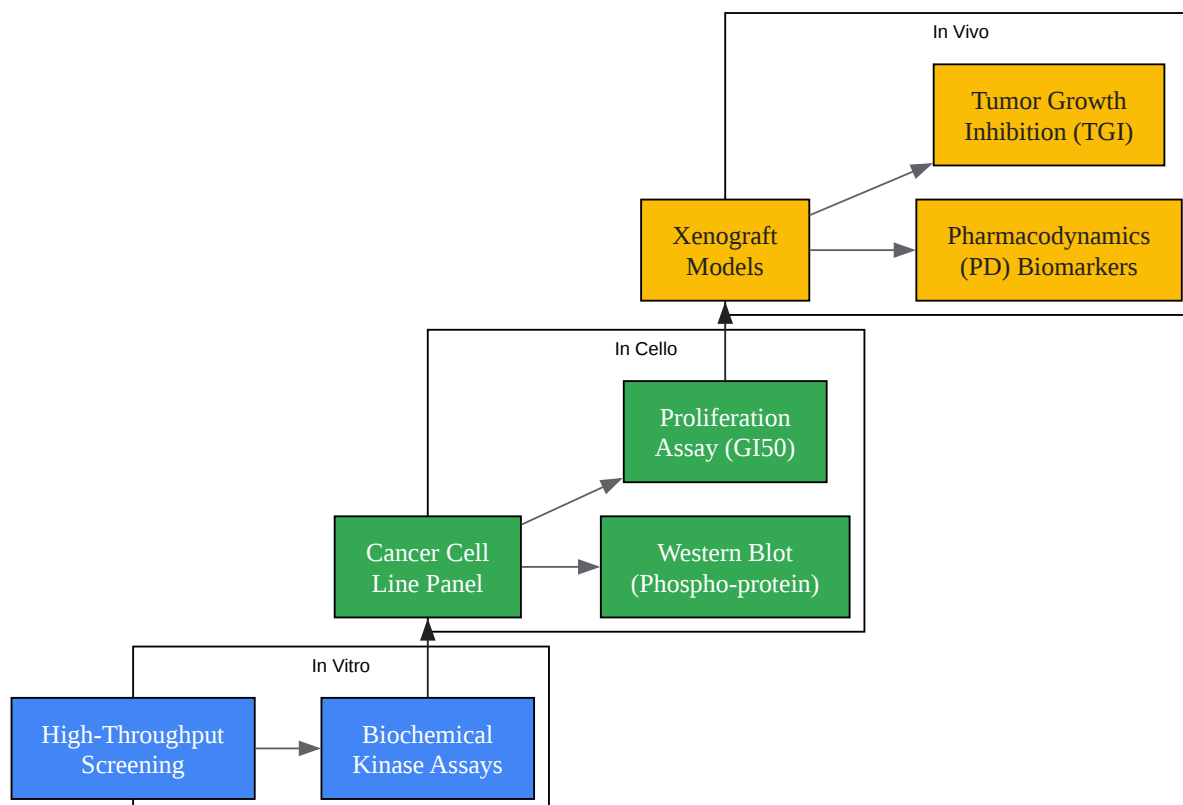 In Vivo
Tumor Growth
Inhibition (TGI)
Xenograft
Models
Pharmacodynamics
(PD) Biomarkers
In Cello
Proliferation
Assay (GI50)
Cancer Cell
Line Panel
Western Blot
(Phospho-protein)
In Vitro
High-Throughput
Screening
Biochemical
Kinase Assays